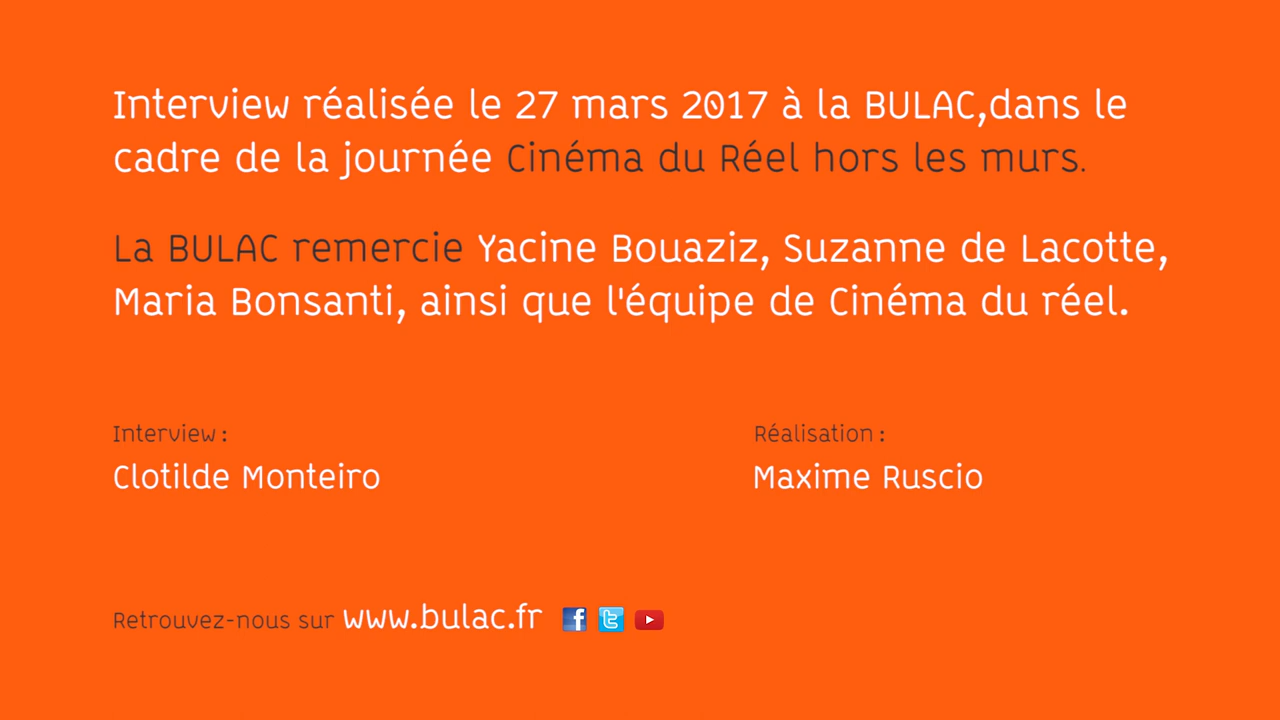 Interview réalisée le 27 mars 2017 à la BULAC,dans le
cadre de la journée Cinéma du Réel hors les murs.
La BULAC remercie Yacine Bouaziz, Suzanne de Lacotte,
Maria Bonsanti, ainsi que l'équipe de Cinéma du réel.
Interview :
Clotilde Monteiro
Réalisation :
Maxime Ruscio
Retrouvez-nous sur www.bulac.fr